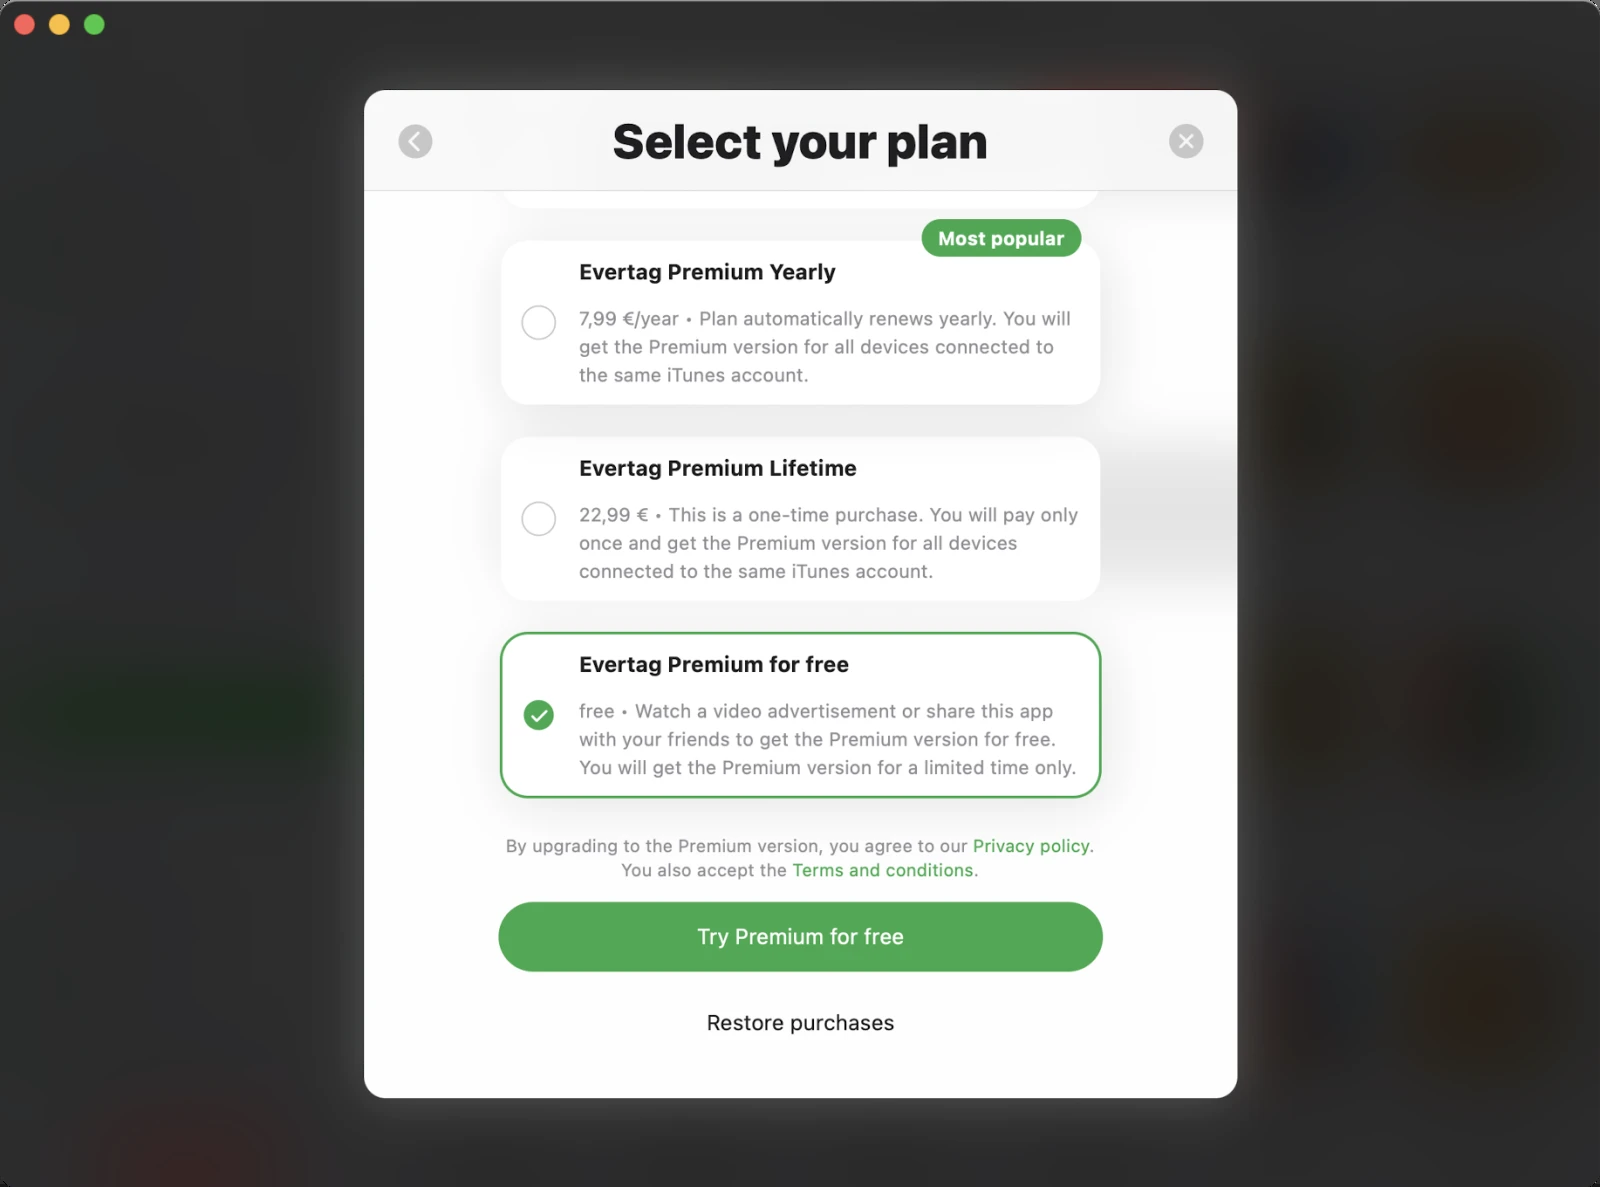 Select your plan
Most popular
Evertag Premium Yearly
7,99 €/year • Plan automatically renews yearly. You will
get the Premium version for all devices connected to
the same iTunes account.
Evertag Premium Lifetime
22,99 € • This is a one-time purchase. You will pay only
once and get the Premium version for all devices
connected to the same iTunes account.
Evertag Premium for free
free • Watch a video advertisement or share this app
with your friends to get the Premium version for free.
You will get the Premium version for a limited time only.
By upgrading to the Premium version, you agree to our Privacy policy.
You also accept the Terms and conditions.
Try Premium for free
Restore purchases